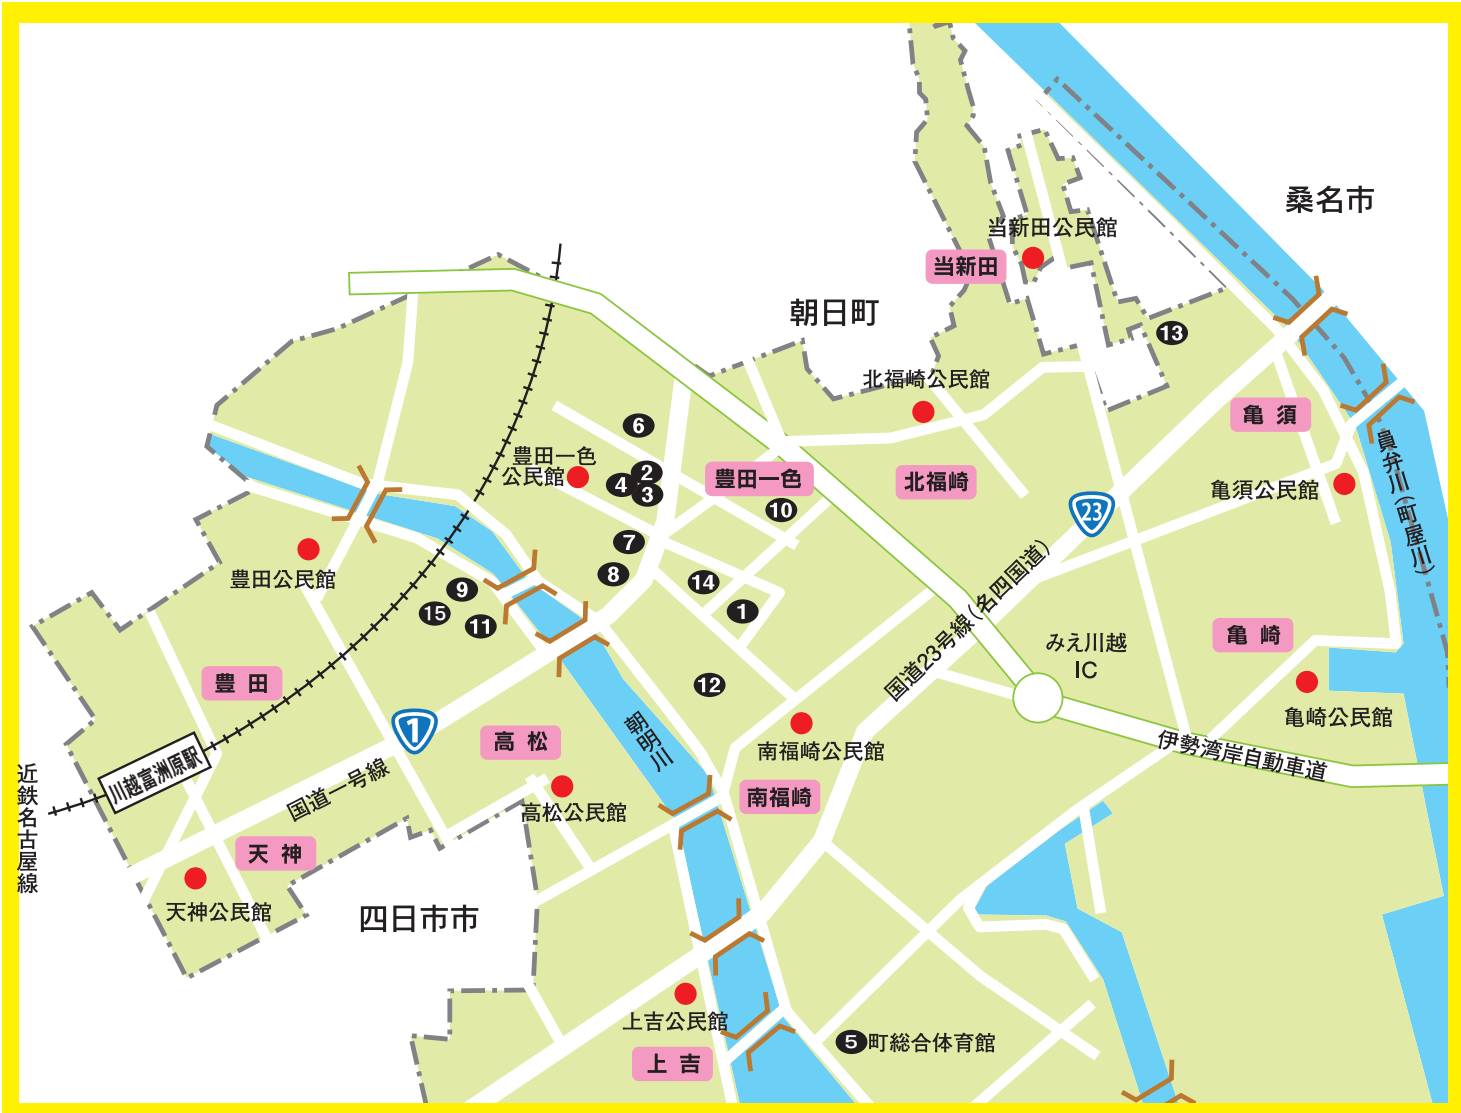 桑名市
当新田公民館
当新田
朝日町
13
北福崎公民館
亀須
6
豊田一色
公民館
2
4
3
豊田一色
北福崎
10
23
亀須公民館
員弁川(町屋川)
7
8
14
豊田公民館
9
15
11
1
国道23号線(名四国道)
みえ川越
IC
亀崎
亀崎公民館
豊田
12
1
高松
朝明川
南福崎公民館
伊勢湾岸自動車道
川越富洲原駅
近鉄名古屋線
国道一号線
高松公民館
南福崎
天神
天神公民館
四日市市
上吉公民館
上吉
5
町総合体育館